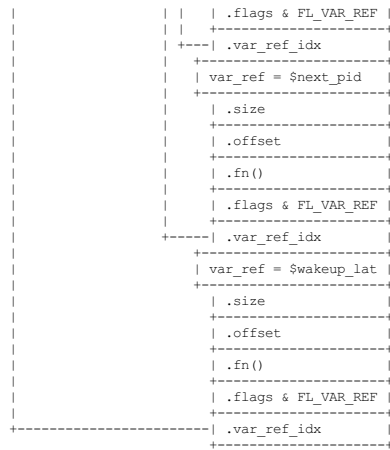 |                   | |   | .flags & FL_VAR_REF |
|                   | |   +---------------------+
|                   | +---| .var_ref_idx        |
|                   |   +-----------------------+
|                   |   | var_ref = $next_pid   |
|                   |   +-----------------------+
|                   |     | .size               |
|                   |     +---------------------+
|                   |     | .offset             |
|                   |     +---------------------+
|                   |     | .fn()               |
|                   |     +---------------------+
|                   |     | .flags & FL_VAR_REF |
|                   |     +---------------------+
|                   +-----| .var_ref_idx        |
|                       +-----------------------+
|                       | var_ref = $wakeup_lat |
|                       +-----------------------+
|                         | .size               |
|                         +---------------------+
|                         | .offset             |
|                         +---------------------+
|                         | .fn()               |
|                         +---------------------+
|                         | .flags & FL_VAR_REF |
|                         +---------------------+
+-------------------------| .var_ref_idx        |
                          +---------------------+